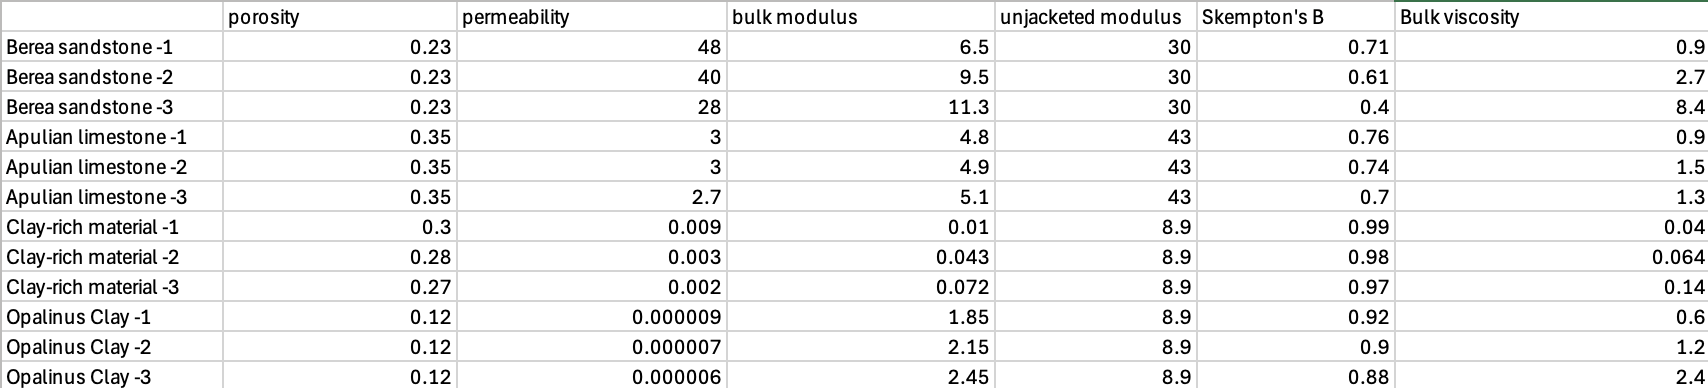 porosity permeability bulk modulus unjacketed modulus Skempton's B Bulk viscosity
Berea sandstone -1 0.23 48 6.5 30 0.71 0.9
Berea sandstone -2 0.23 40 9.5 30 0.61 2.7
Berea sandstone -3 0.23 28 11.3 30 0.4 8.4
Apulian limestone -1 0.35 3 4.8 43 0.76 0.9
Apulian limestone -2 0.35 3 4.9 43 0.74 1.5
Apulian limestone -3 0.35 2.7 5.1 43 0.7 1.3
Clay-rich material -1 0.3 0.009 0.01 8.9 0.99 0.04
Clay-rich material -2 0.28 0.003 0.043 8.9 0.98 0.064
Clay-rich material -3 0.27 0.002 0.072 8.9 0.97 0.14
Opalinus Clay -1 0.12 0.000009 1.85 8.9 0.92 0.6
Opalinus Clay -2 0.12 0.000007 2.15 8.9 0.9 1.2
Opalinus Clay -3 0.12 0.000006 2.45 8.9 0.88 2.4